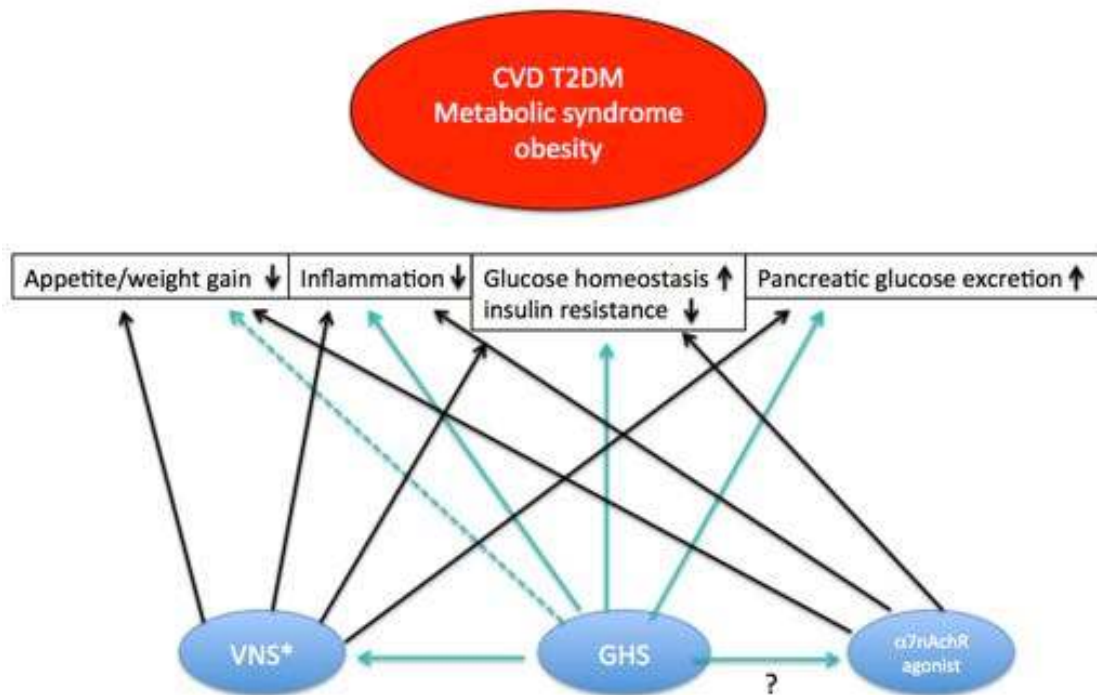 CVD T2DM
Metabolic syndrome
obesity
Appetite/weight gain ↓
Inflammation ↓
Glucose homeostasis ↑
insulin resistance ↓
Pancreatic glucose excretion ↑
VNS*
GHS
α7nAchR
agonist
?